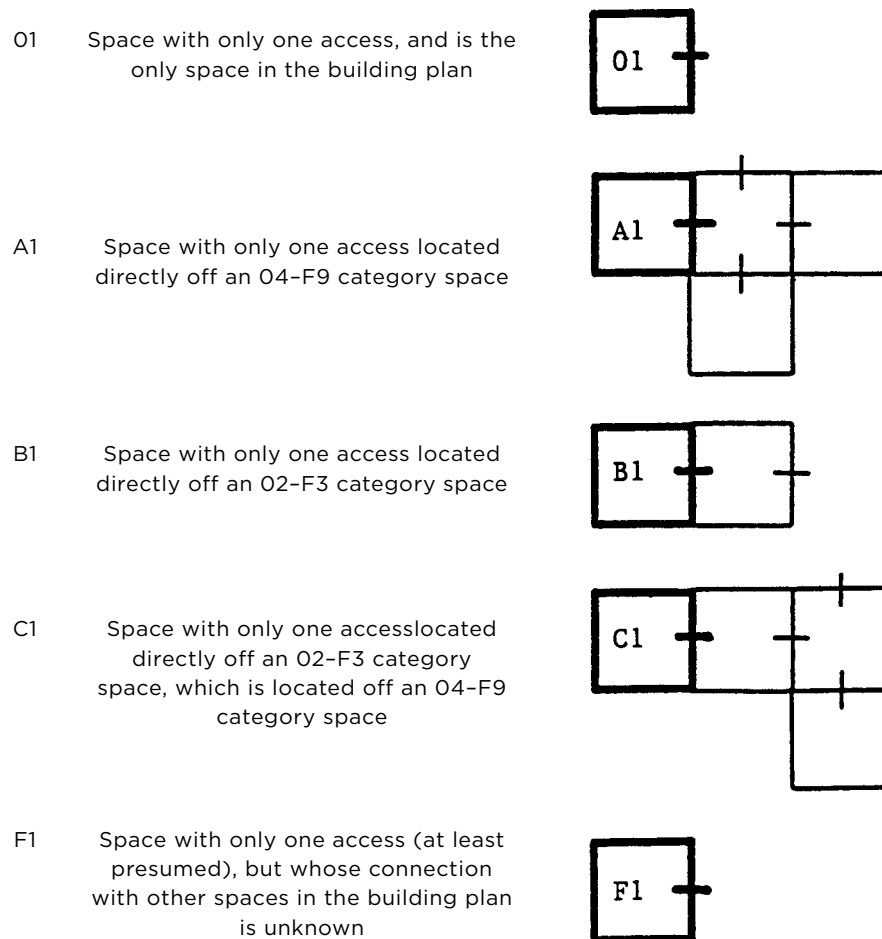 01 Space with only one access, and is the 01
only space in the building plan
A1 Space with only one access located A1
directly off an 04–F9 category space
B1 Space with only one access located B1
directly off an 02–F3 category space
C1 Space with only one accesslocated C1
directly off an 02–F3 category
space, which is located off an 04–F9
category space
F1 Space with only one access (at least
presumed), but whose connection
with other spaces in the building plan F1
is unknown